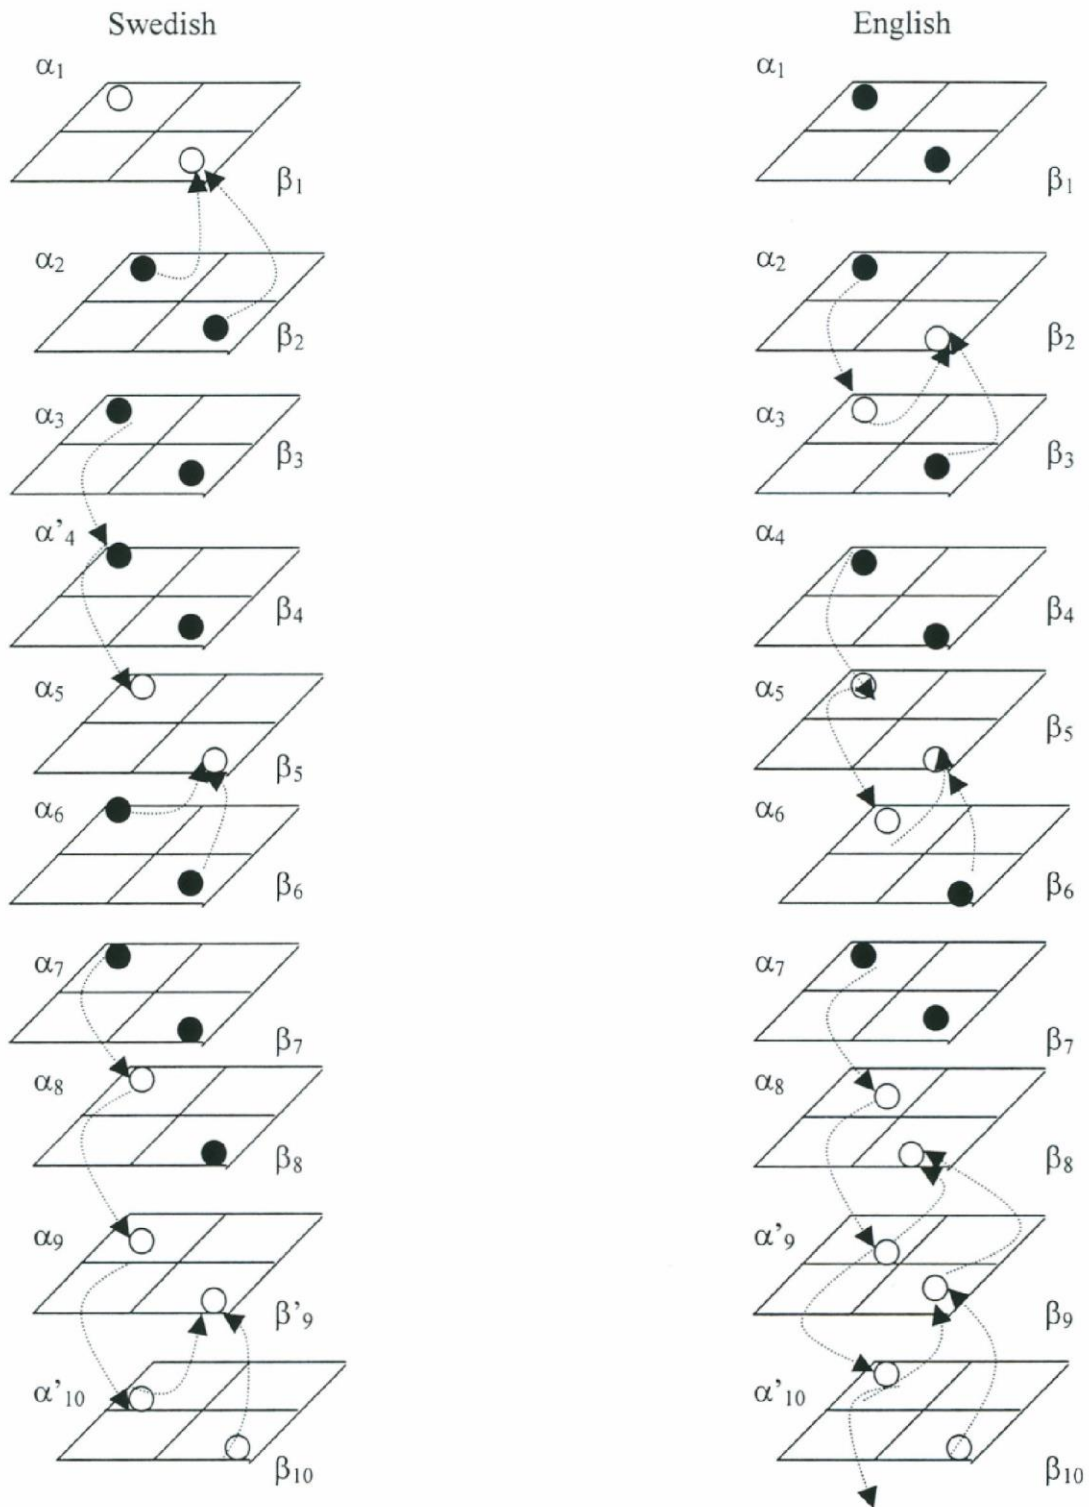 Swedish English
α₁ α₁
β₁ β₁
α₂ α₂
β₂ β₂
α₃ α₃
β₃ β₃
α’₄ α₄
β₄ β₄
α₅ α₅
β₅ β₅
α₆ α₆
β₆ β₆
α₇ α₇
β₇ β₇
α₈ α₈
β₈ β₈
α₉ α’₉
β’₉ β₉
α’₁₀ α’₁₀
β₁₀ β₁₀